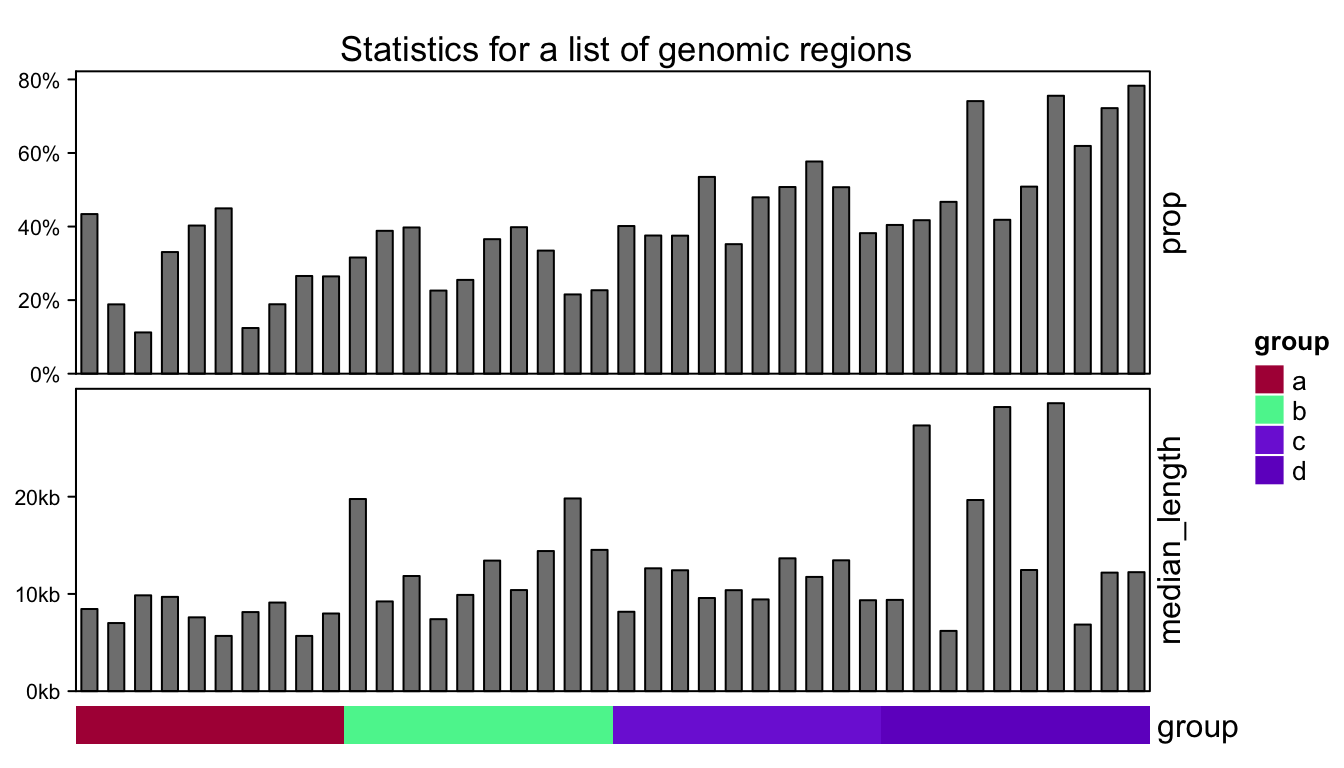 Statistics for a list of genomic regions
80%
60%
40%
20%
0%
prop
20kb
10kb
0kb
median_length
group
group
a
b
c
d